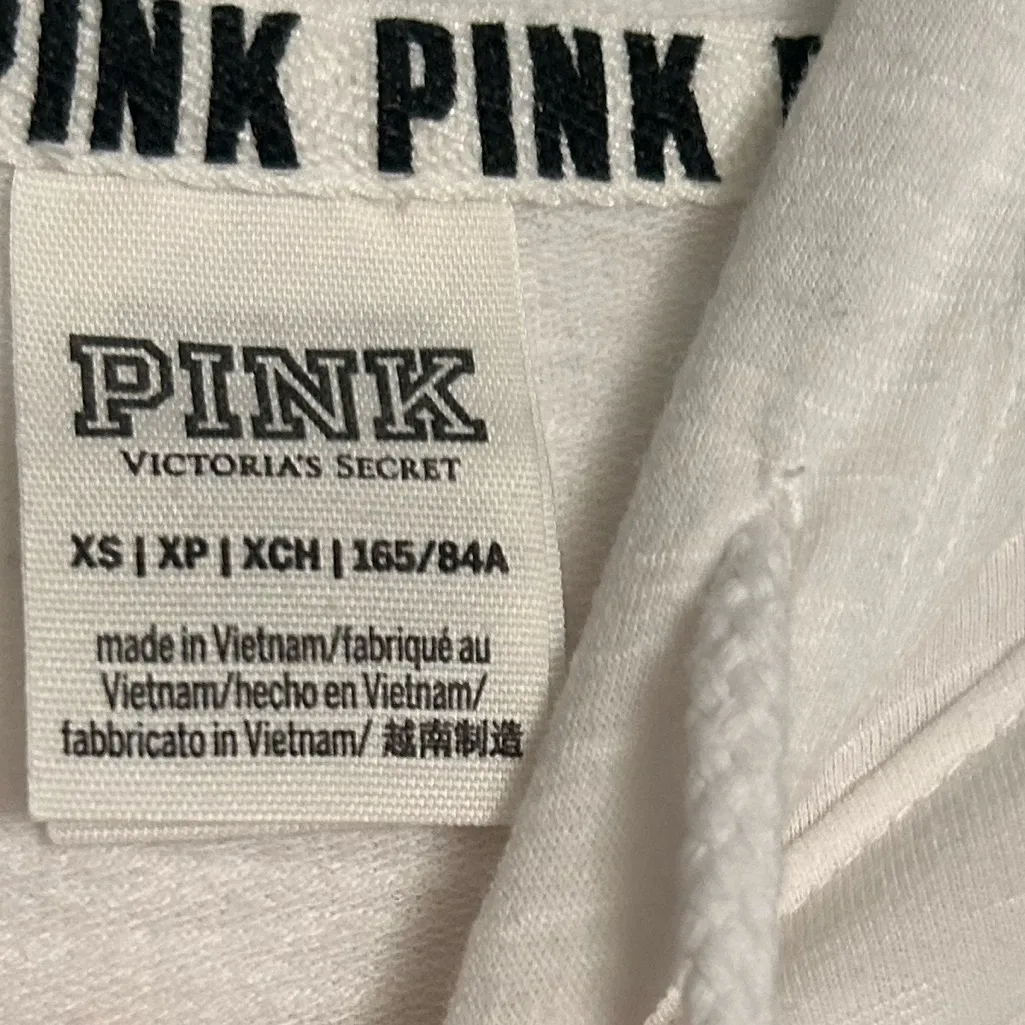 PINK PINK
PINK
VICTORIA'S SECRET
XS | XP | XCH | 165/84A
made in Vietnam/fabriqué au
Vietnam/hecho en Vietnam/
fabbricato in Vietnam/ 越南制造